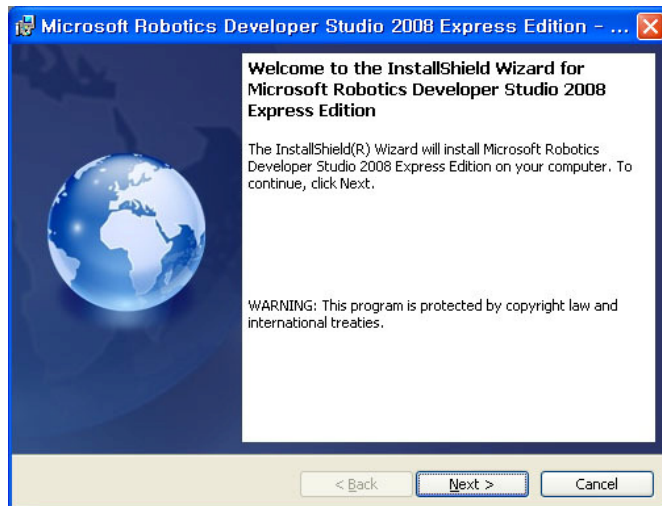 Microsoft Robotics Developer Studio 2008 Express Edition - ...
Welcome to the InstallShield Wizard for
Microsoft Robotics Developer Studio 2008
Express Edition
The InstallShield(R) Wizard will install Microsoft Robotics
Developer Studio 2008 Express Edition on your computer. To
continue, click Next.
WARNING: This program is protected by copyright law and
international treaties.
< Back Next > Cancel